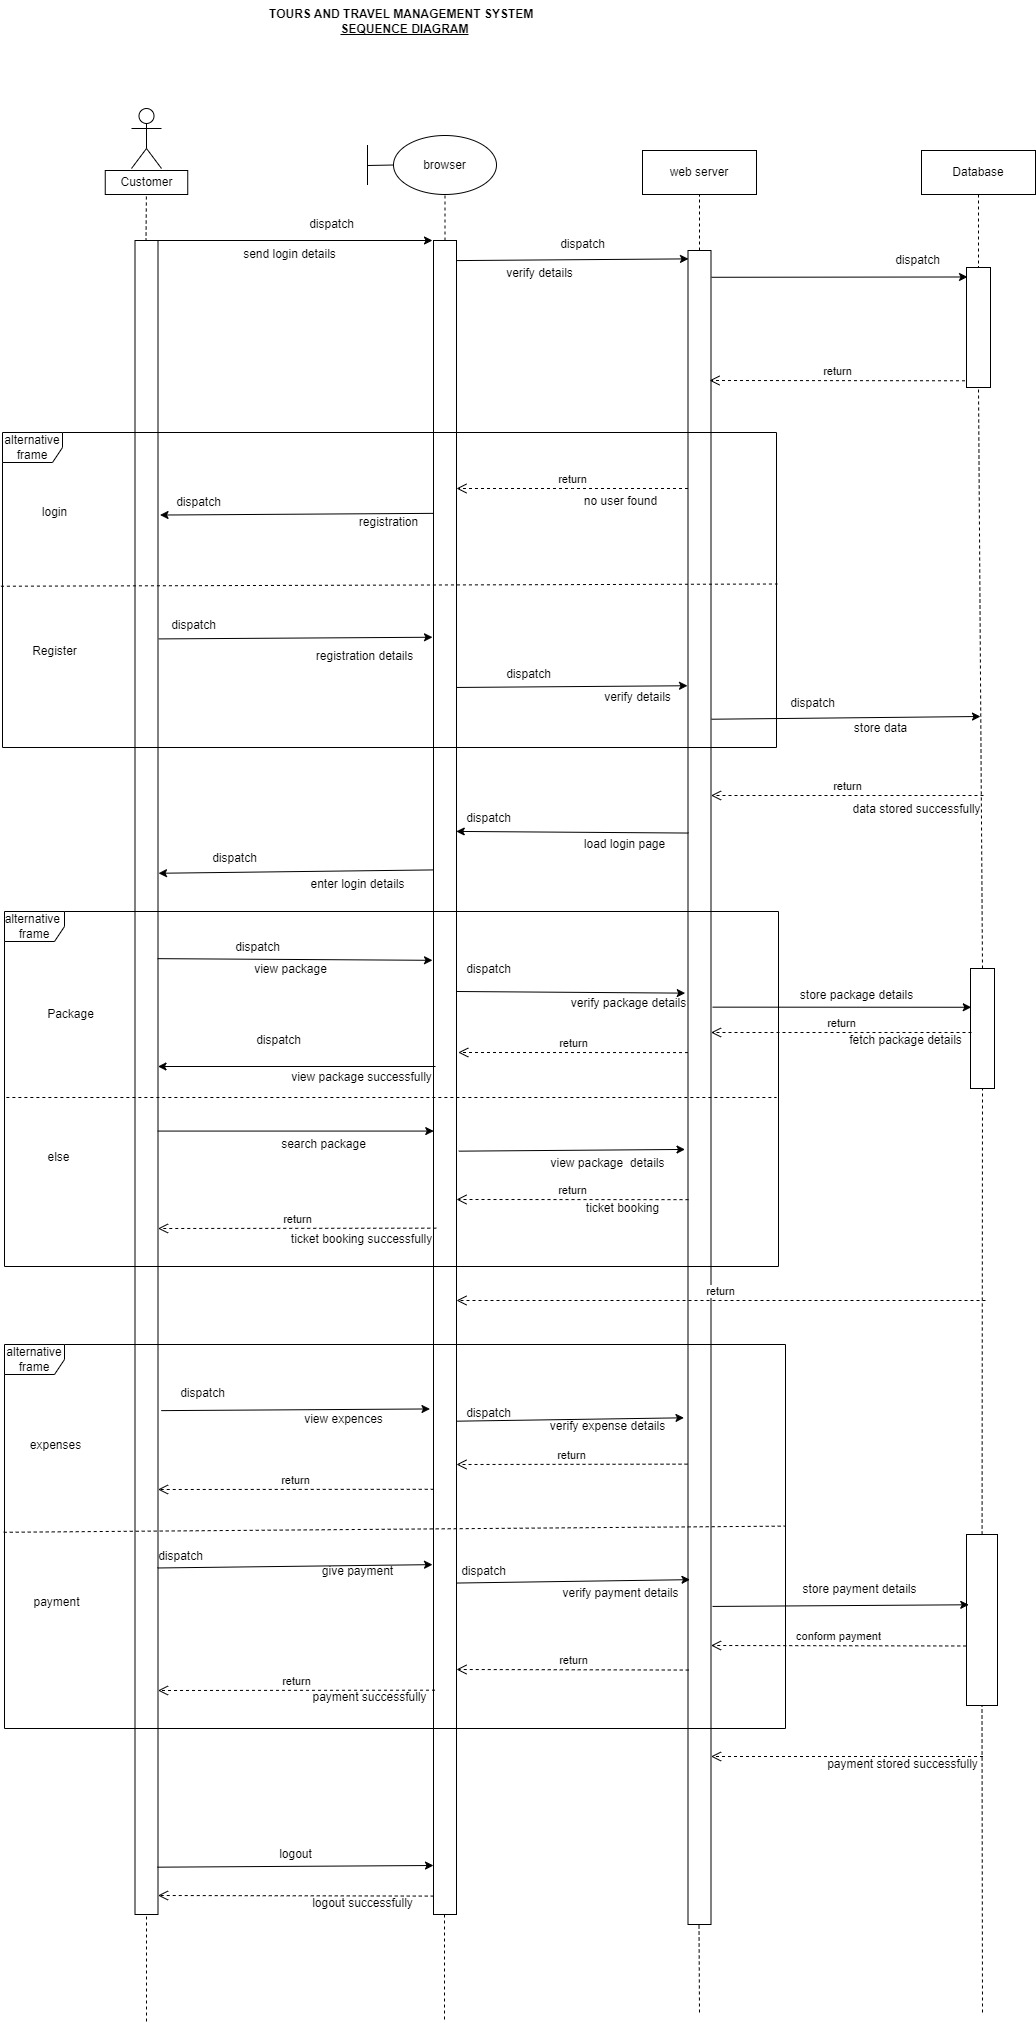 TOURS AND TRAVEL MANAGEMENT SYSTEM
SEQUENCE DIAGRAM
Customer
browser
web server
Database
dispatch
send login details
dispatch
verify details
dispatch
return
alternative
frame
return
no user found
login
dispatch
registration
Register
dispatch
registration details
dispatch
verify details
dispatch
store data
return
data stored successfully
dispatch
load login page
dispatch
enter login details
alternative
frame
dispatch
view package
dispatch
verify package details
store package details
Package
return
fetch package details
dispatch
return
view package successfully
search package
else
view package  details
return
ticket booking
return
ticket booking successfully
return
alternative
frame
dispatch
view expences
dispatch
verify expense details
expenses
return
return
dispatch
give payment
dispatch
verify payment details
store payment details
payment
conform payment
return
return
payment successfully
payment stored successfully
logout
logout successfully